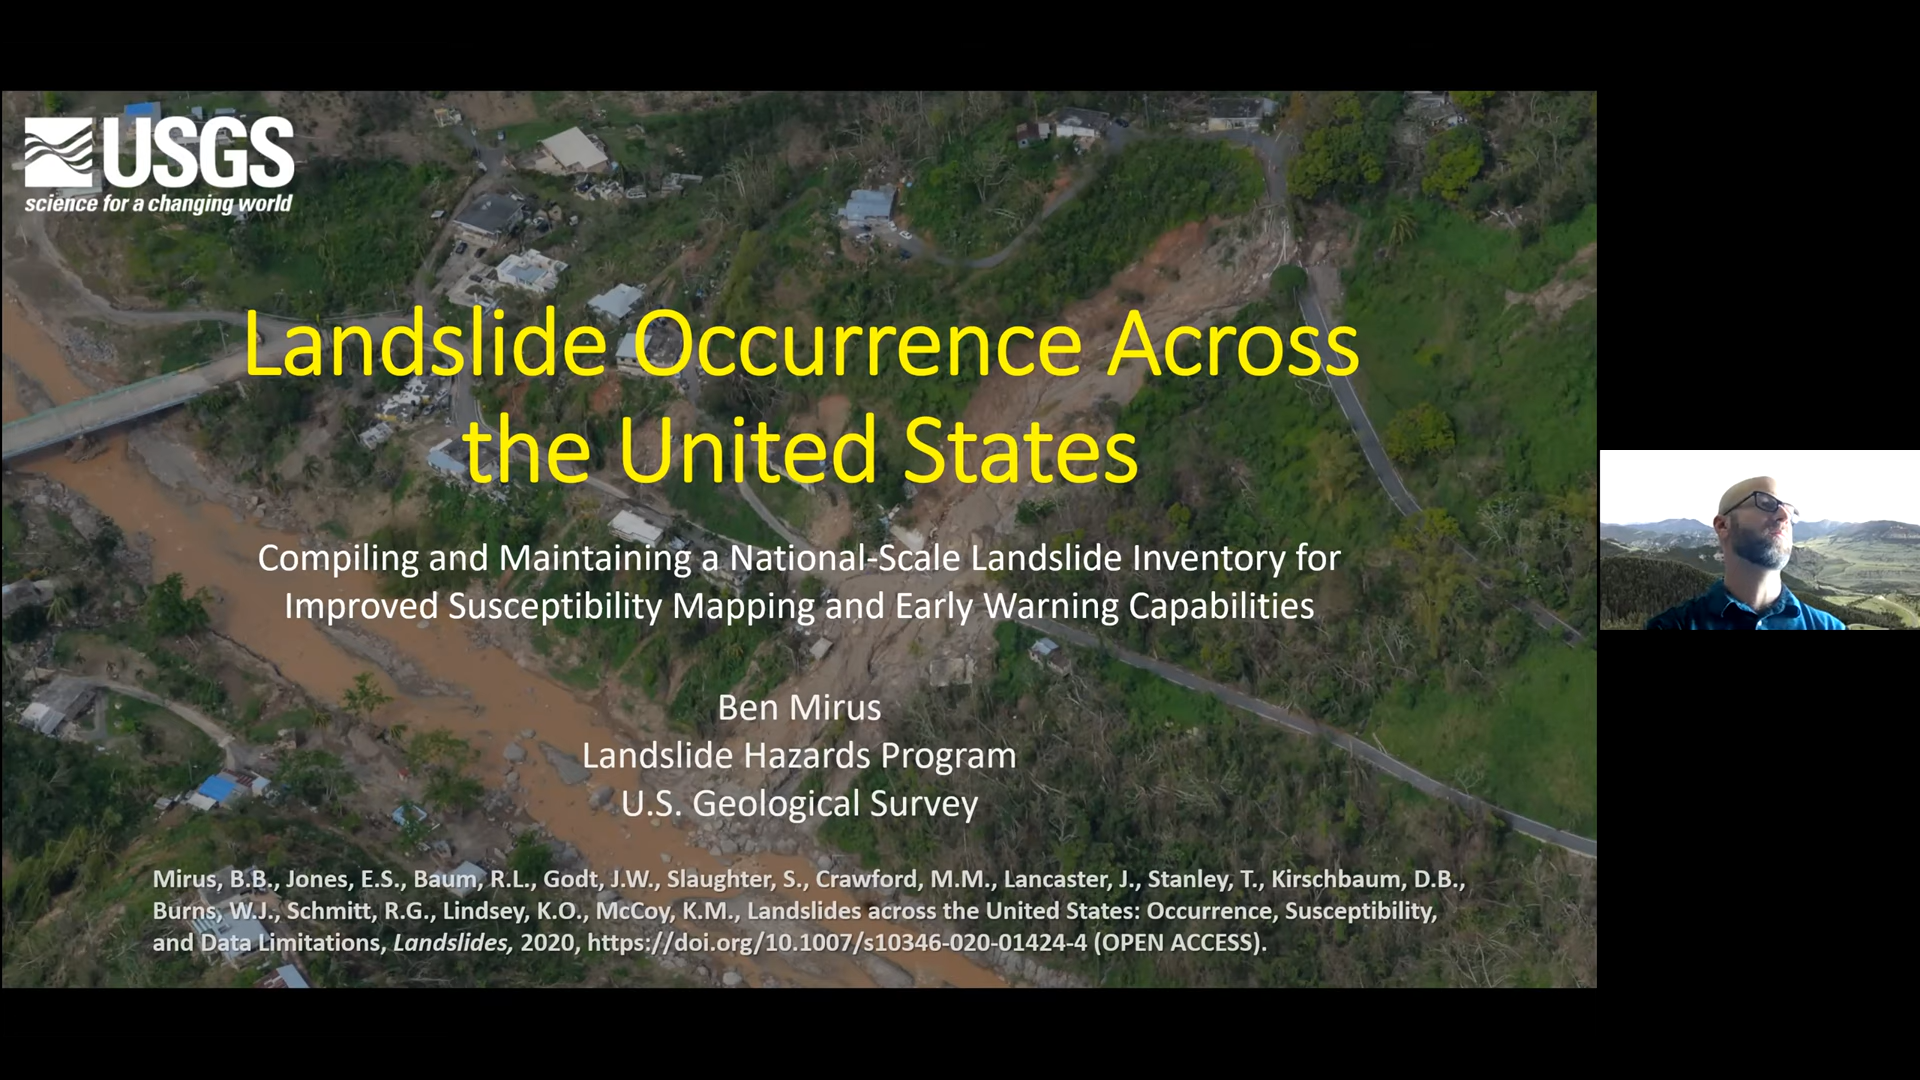 USGS
science for a changing world
Landslide Occurrence Across
the United States
Compiling and Maintaining a National-Scale Landslide Inventory for
Improved Susceptibility Mapping and Early Warning Capabilities
Ben Mirus
Landslide Hazards Program
U.S. Geological Survey
Mirus, B.B., Jones, E.S., Baum, R.L., Godt, J.W., Slaughter, S., Crawford, M.M., Lancaster, J., Stanley, T., Kirschbaum, D.B.,
Burns, W.J., Schmitt, R.G., Lindsey, K.O., McCoy, K.M., Landslides across the United States: Occurrence, Susceptibility,
and Data Limitations, Landslides, 2020, https://doi.org/10.1007/s10346-020-01424-4 (OPEN ACCESS).